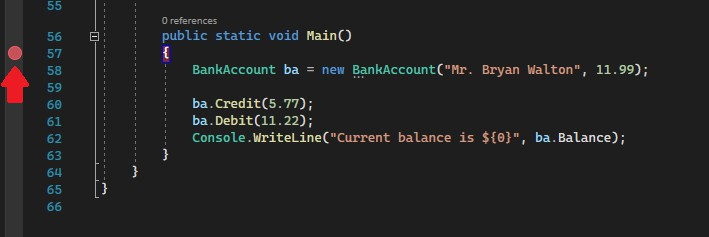 55
0 references
56 public static void Main()
57 {
58 BankAccount ba = new BankAccount("Mr. Bryan Walton", 11.99);
59
60 ba.Credit(5.77);
61 ba.Debit(11.22);
62 Console.WriteLine("Current balance is ${0}", ba.Balance);
63 }
64 }
65 }
66